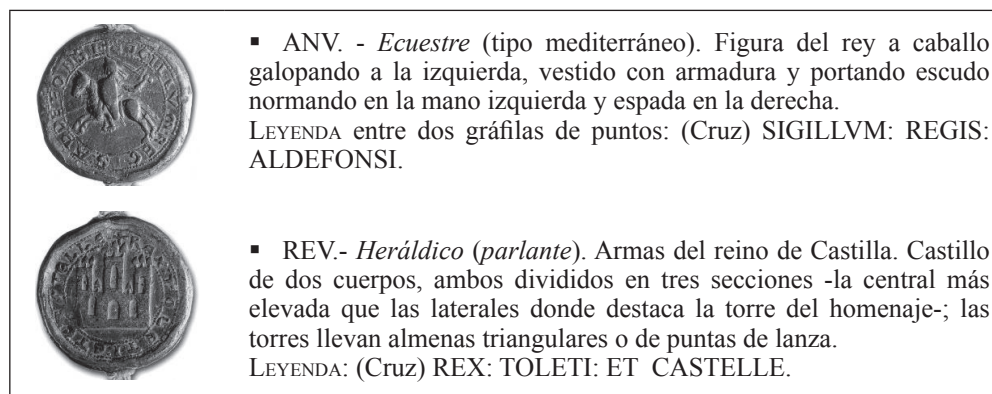 ▪ ANV. - Ecuestre (tipo mediterráneo). Figura del rey a caballo
galopando a la izquierda, vestido con armadura y portando escudo
normando en la mano izquierda y espada en la derecha.
LEYENDA entre dos gráfilas de puntos: (Cruz) SIGILLVM: REGIS:
ALDEFONSI.
▪ REV.- Heráldico (parlante). Armas del reino de Castilla. Castillo
de dos cuerpos, ambos divididos en tres secciones -la central más
elevada que las laterales donde destaca la torre del homenaje-; las
torres llevan almenas triangulares o de puntas de lanza.
LEYENDA: (Cruz) REX: TOLETI: ET CASTELLE.